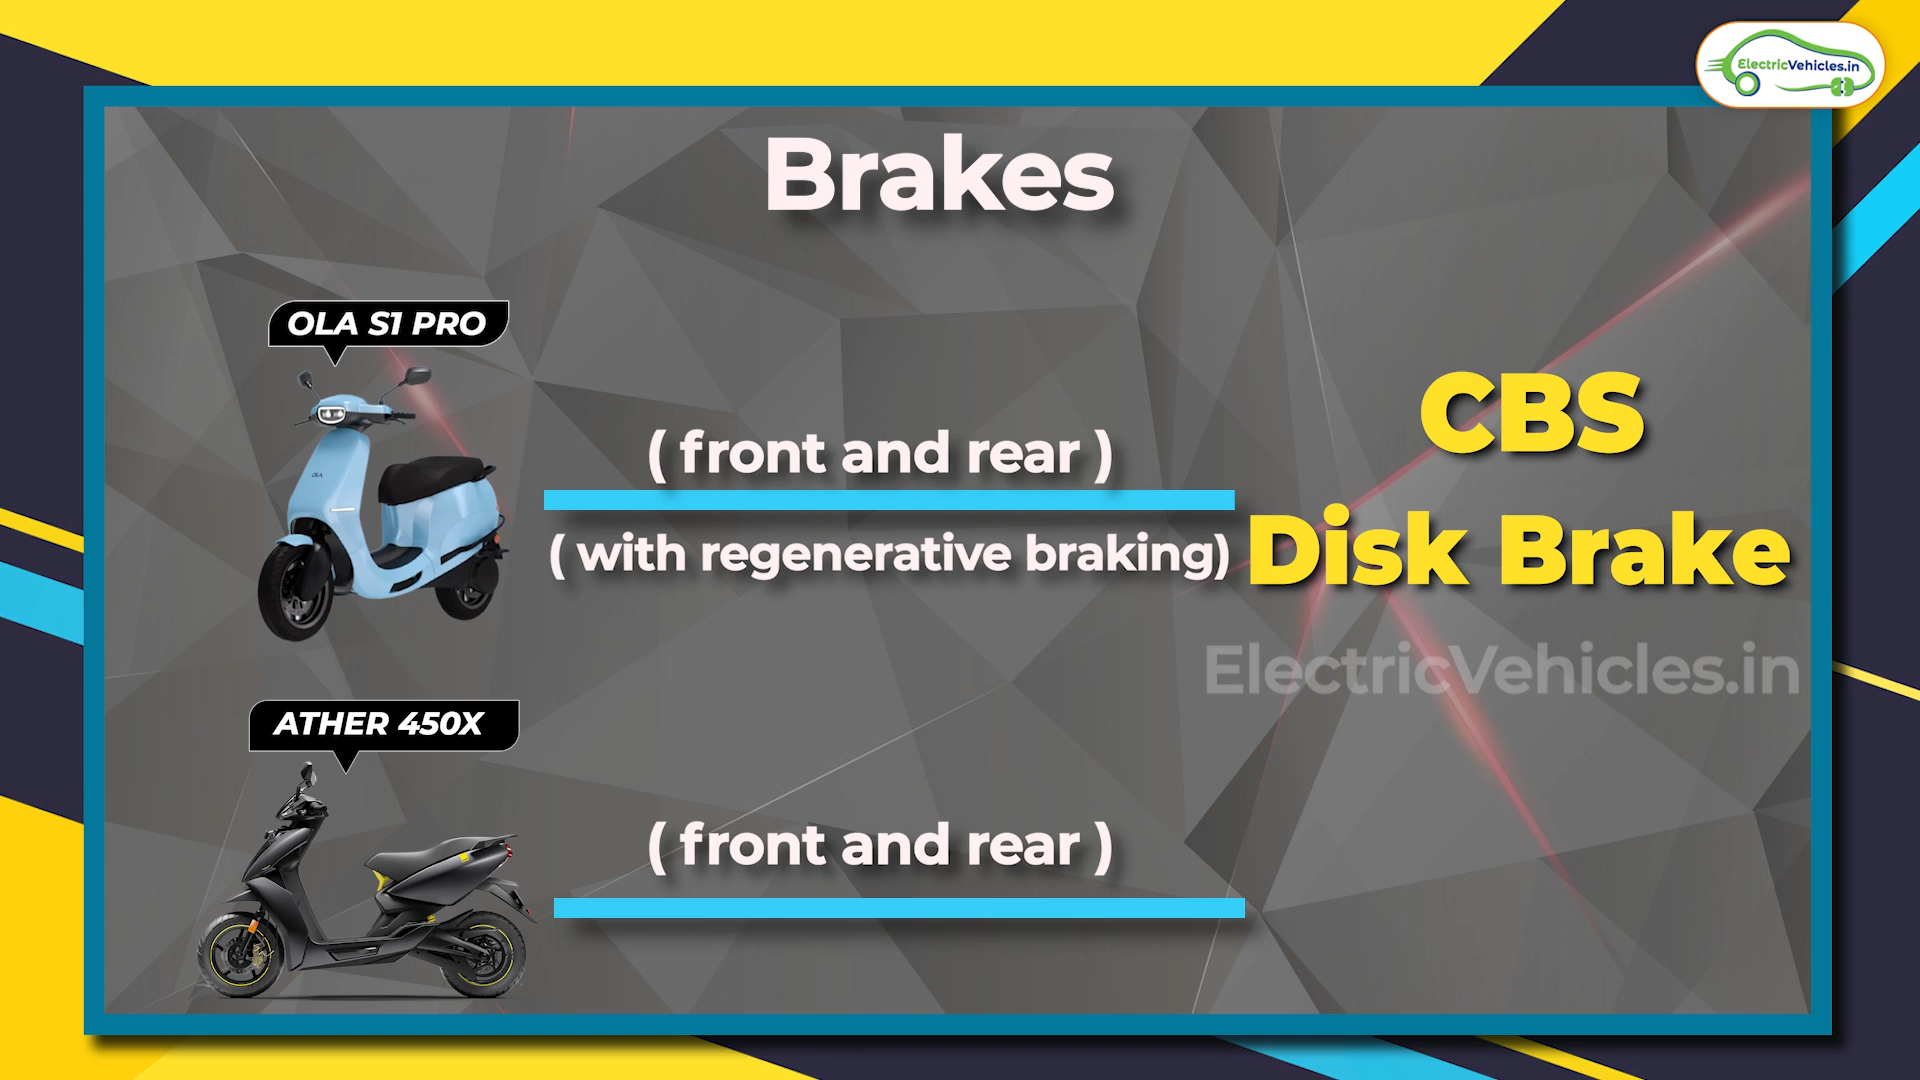 ElectricVehicles.in
Brakes
OLA S1 PRO
OLA
( front and rear )
( with regenerative braking)
CBS
Disk Brake
ElectricVehicles.in
ATHER 450X
( front and rear )